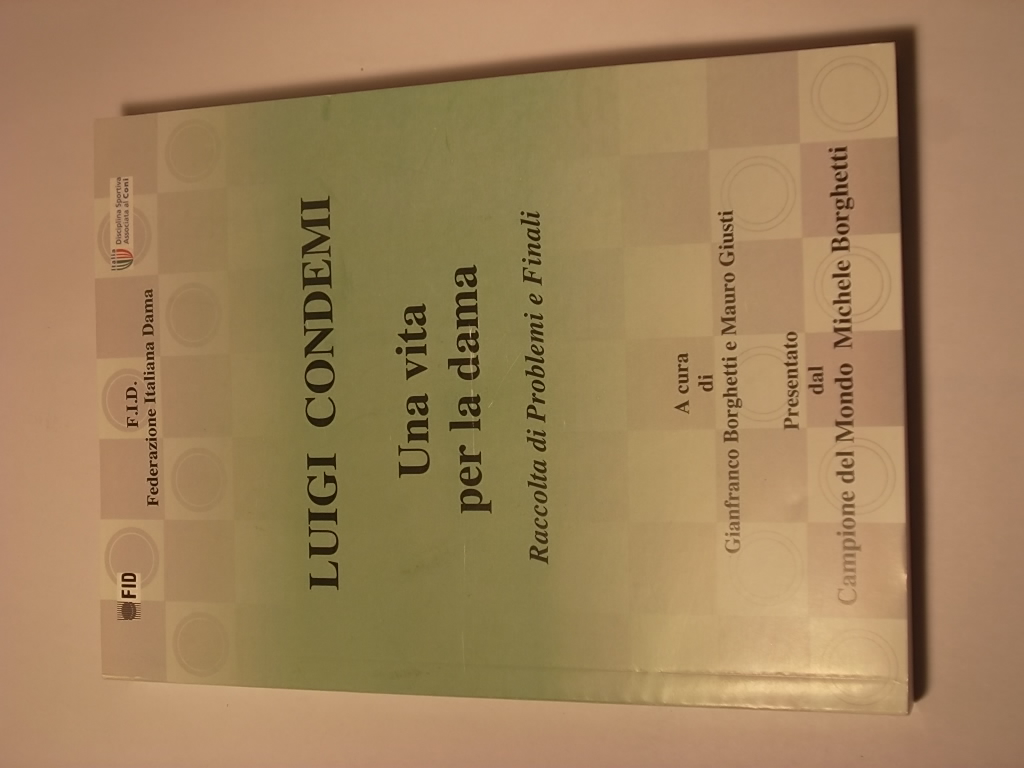 FID
F.I.D.
Federazione Italiana Dama
Italia
Disciplina Sportiva
Associata al Coni
LUIGI CONDEMI
Una vita
per la dama
Raccolta di Problemi e Finali
A cura
di
Gianfranco Borghetti e Mauro Giusti
Presentato
dal
Campione del Mondo Michele Borghetti